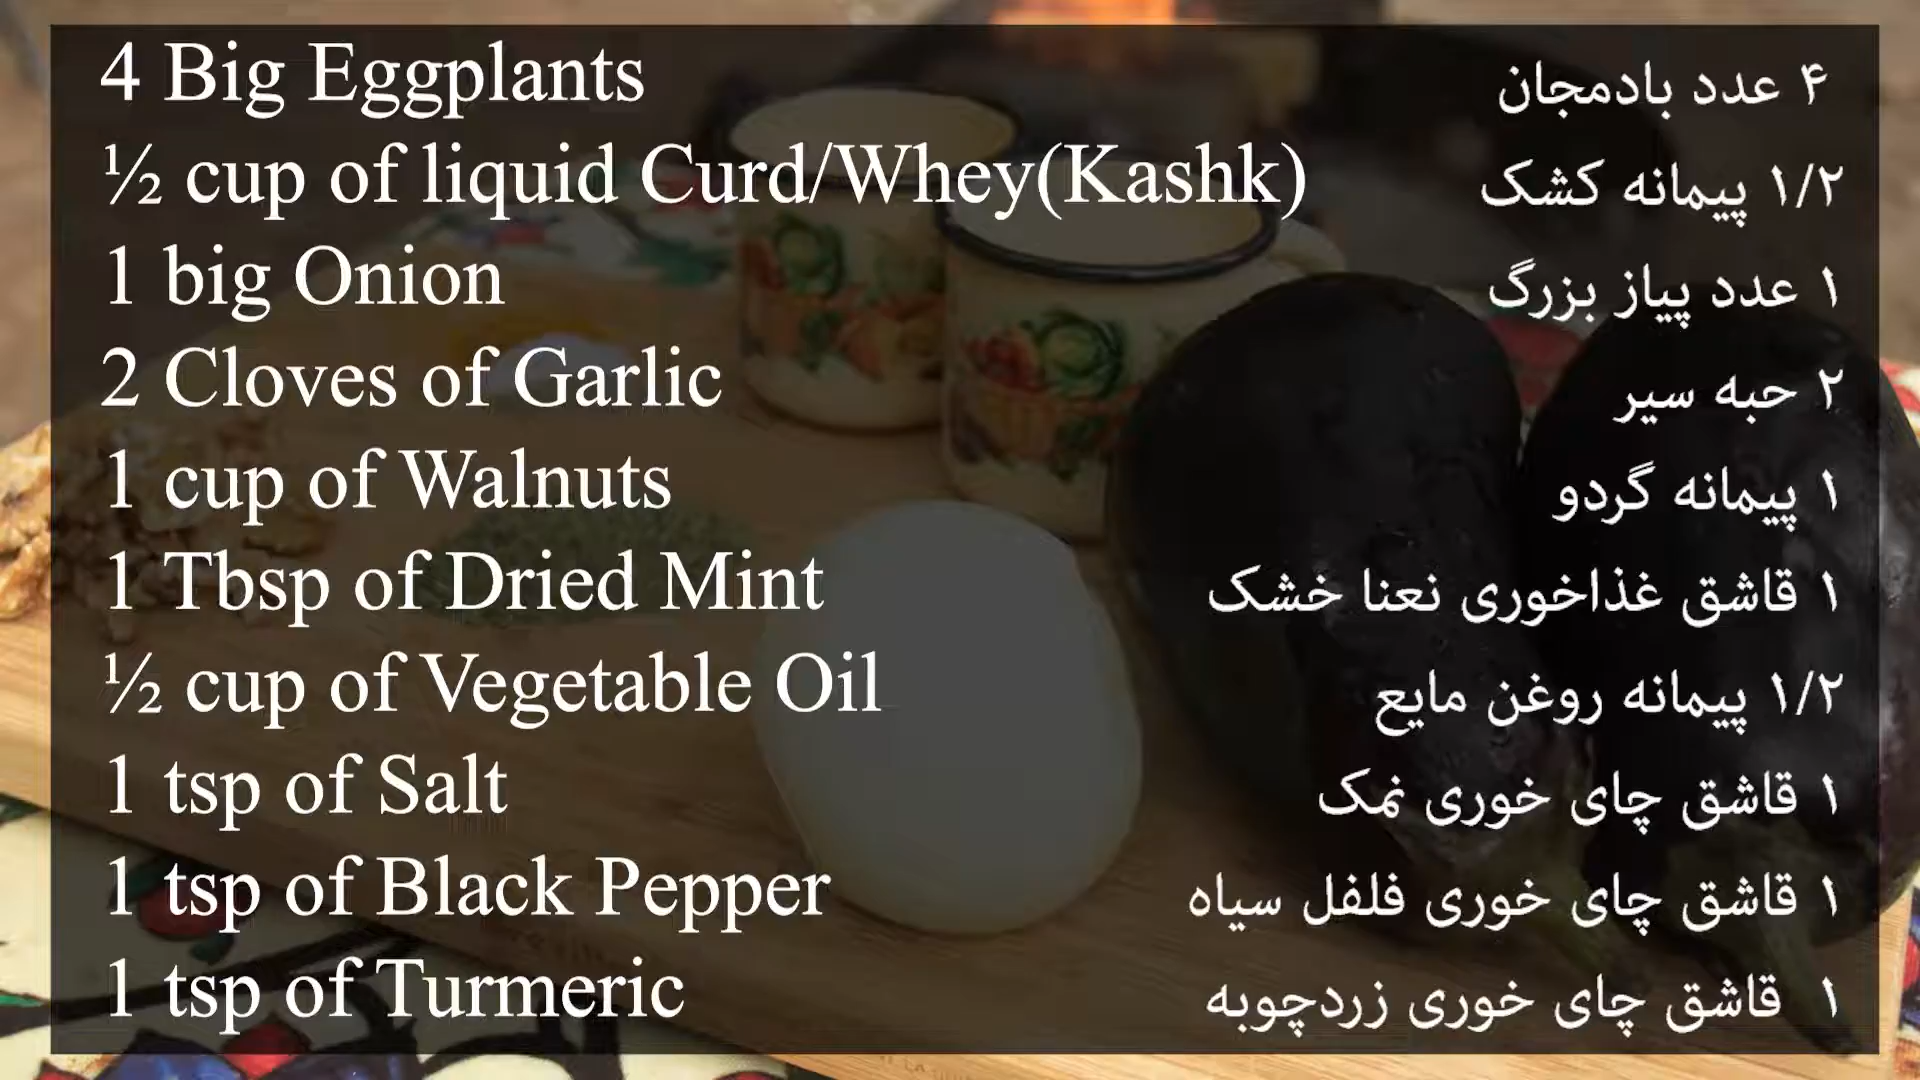 4 Big Eggplants
۴ عدد بادمجان
½ cup of liquid Curd/Whey(Kashk)
۱/۲ پیمانه کشک
1 big Onion
۱ عدد پیاز بزرگ
2 Cloves of Garlic
۲ حبه سیر
1 cup of Walnuts
۱ پیمانه گردو
1 Tbsp of Dried Mint
۱ قاشق غذاخوری نعنا خشک
½ cup of Vegetable Oil
۱/۲ پیمانه روغن مایع
1 tsp of Salt
۱ قاشق چای خوری نمک
1 tsp of Black Pepper
۱ قاشق چای خوری فلفل سیاه
1 tsp of Turmeric
۱ قاشق چای خوری زردچوبه